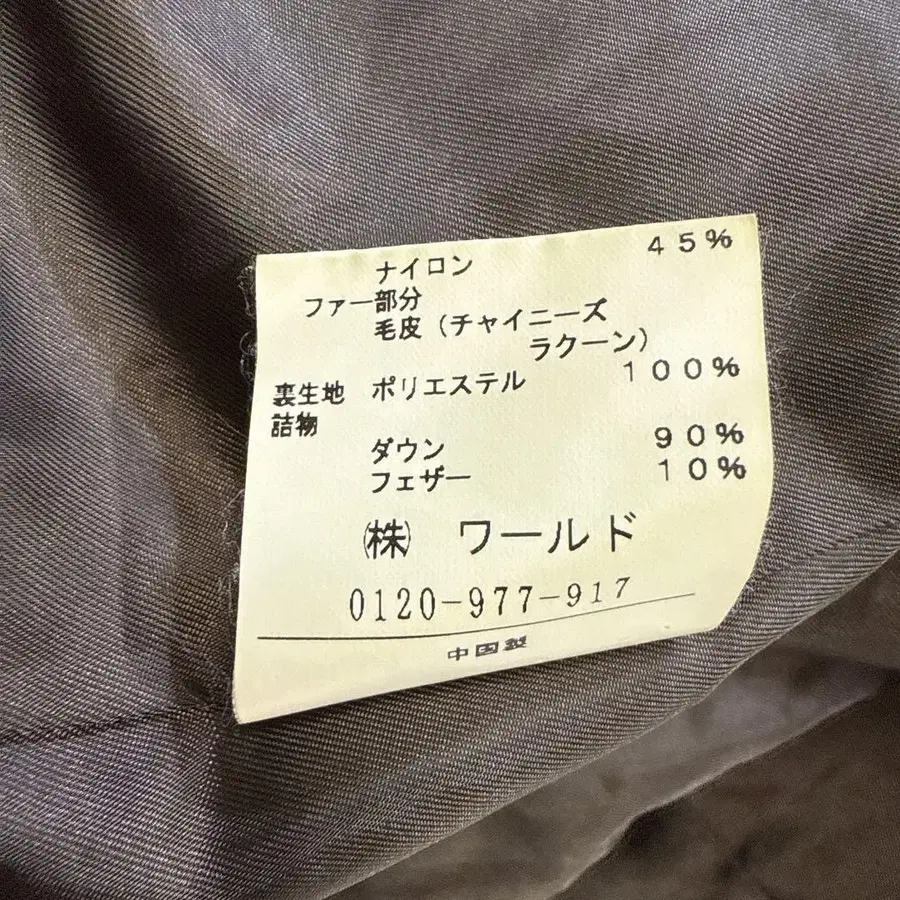 ナイロン 45%
ファー部分
毛皮(チャイニーズ
ラクーン)
裏生地 ポリエステル 100%
詰物
ダウン 90%
フェザー 10%
㈱ ワールド
0120-977-917
中国製